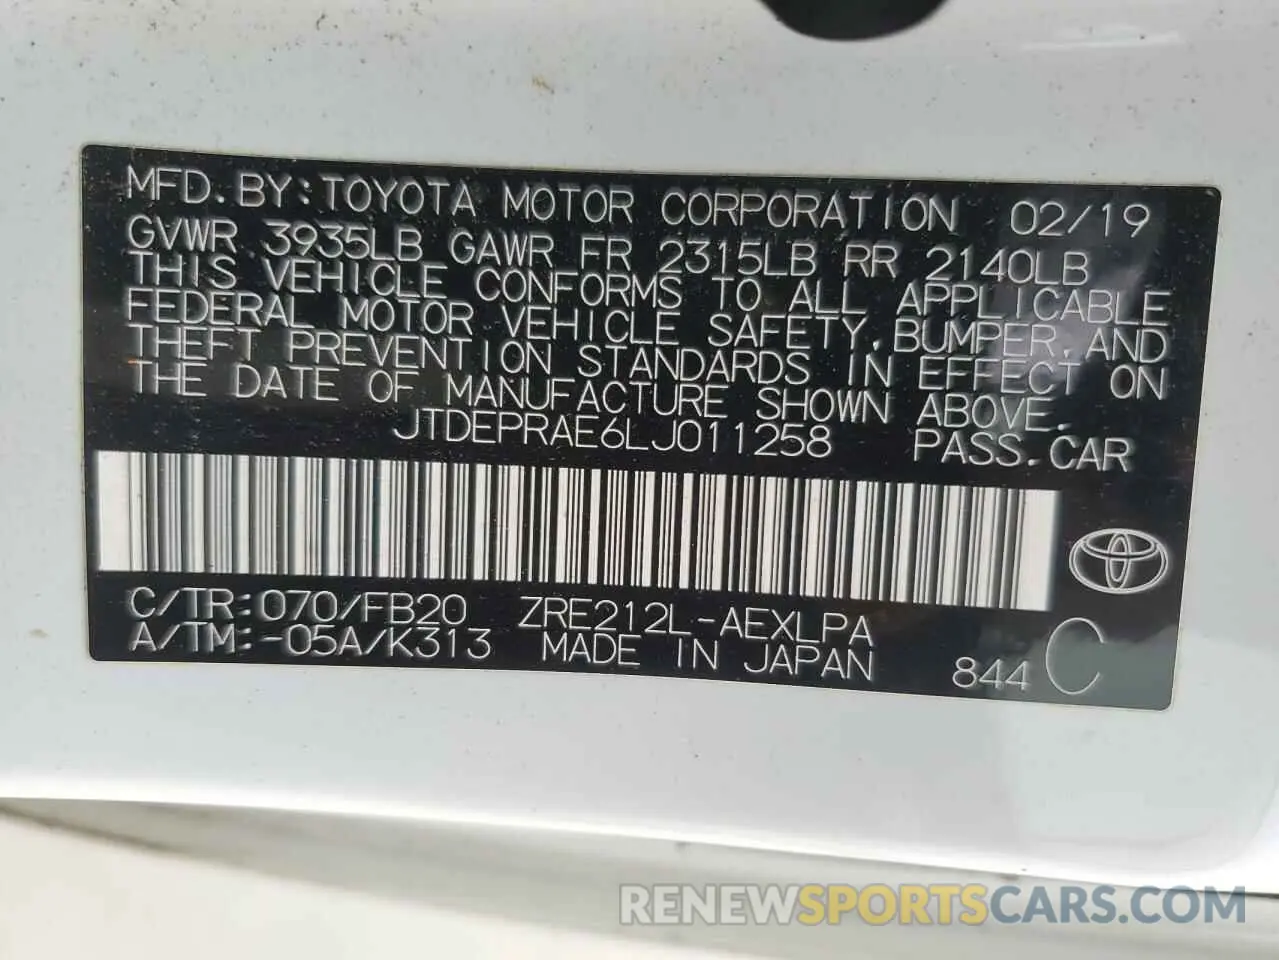 MFD. BY: TOYOTA MOTOR CORPORATION 02/19
GVWR 3935LB GAWR FR 2315LB RR 2140LB
THIS VEHICLE CONFORMS TO ALL APPLICABLE
FEDERAL MOTOR VEHICLE SAFETY, BUMPER, AND
THEFT PREVENTION STANDARDS IN EFFECT ON
THE DATE OF MANUFACTURE SHOWN ABOVE.
JTDEPRAE6LJ011258 PASS. CAR
C/TR: 070/FB20 ZRE212L-AEXLPA
A/TM: -05A/K313 MADE IN JAPAN 844 C
RENEWSPORTSCARS.COM